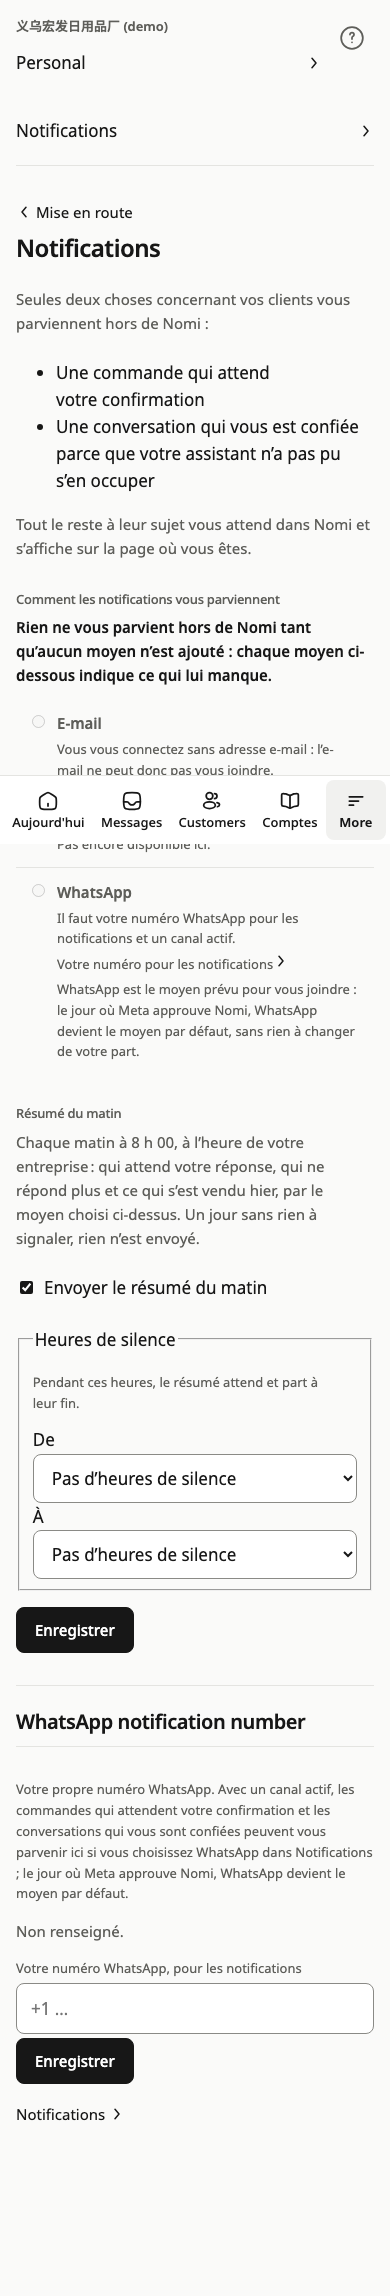 义乌宏发日用品厂 (demo)
Personal
Notifications
Mise en route
Notifications
Seules deux choses concernant vos clients vous
parviennent hors de Nomi :
Une commande qui attend
votre confirmation
Une conversation qui vous est confiée
parce que votre assistant n’a pas pu
s’en occuper
Tout le reste à leur sujet vous attend dans Nomi et
s’affiche sur la page où vous êtes.
Comment les notifications vous parviennent
Rien ne vous parvient hors de Nomi tant
qu’aucun moyen n’est ajouté : chaque moyen ci-
dessous indique ce qui lui manque.
E-mail
Vous vous connectez sans adresse e-mail : l’e-
mail ne peut donc pas vous joindre.
Aujourd'hui
Messages
Customers
Comptes
More
Pas encore disponible ici.
WhatsApp
Il faut votre numéro WhatsApp pour les
notifications et un canal actif.
Votre numéro pour les notifications
WhatsApp est le moyen prévu pour vous joindre :
le jour où Meta approuve Nomi, WhatsApp
devient le moyen par défaut, sans rien à changer
de votre part.
Résumé du matin
Chaque matin à 8 h 00, à l’heure de votre
entreprise : qui attend votre réponse, qui ne
répond plus et ce qui s’est vendu hier, par le
moyen choisi ci-dessus. Un jour sans rien à
signaler, rien n’est envoyé.
Envoyer le résumé du matin
Heures de silence
Pendant ces heures, le résumé attend et part à
leur fin.
De
Pas d’heures de silence
À
Pas d’heures de silence
Enregistrer
WhatsApp notification number
Votre propre numéro WhatsApp. Avec un canal actif, les
commandes qui attendent votre confirmation et les
conversations qui vous sont confiées peuvent vous
parvenir ici si vous choisissez WhatsApp dans Notifications
; le jour où Meta approuve Nomi, WhatsApp devient le
moyen par défaut.
Non renseigné.
Votre numéro WhatsApp, pour les notifications
+1 ...
Enregistrer
Notifications